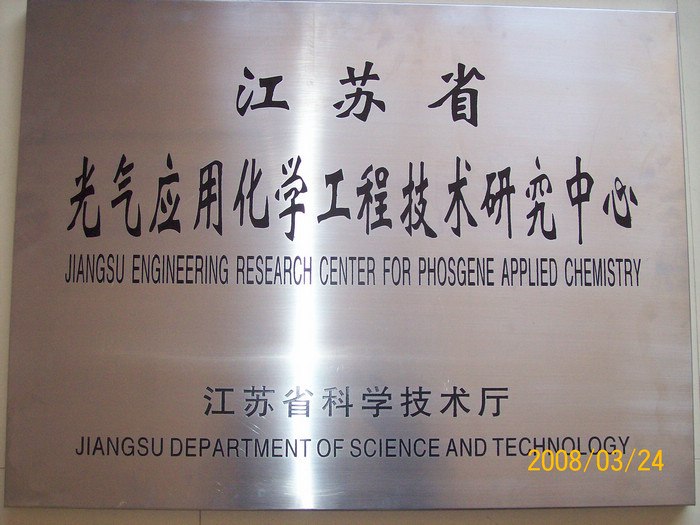 江苏省
光气应用化学工程技术研究中心
JIANGSU ENGINEERING RESEARCH CENTER FOR PHOSGENE APPLIED CHEMISTRY
江苏省科学技术厅
JIANGSU DEPARTMENT OF SCIENCE AND TECHNOLOGY
2008/03/24